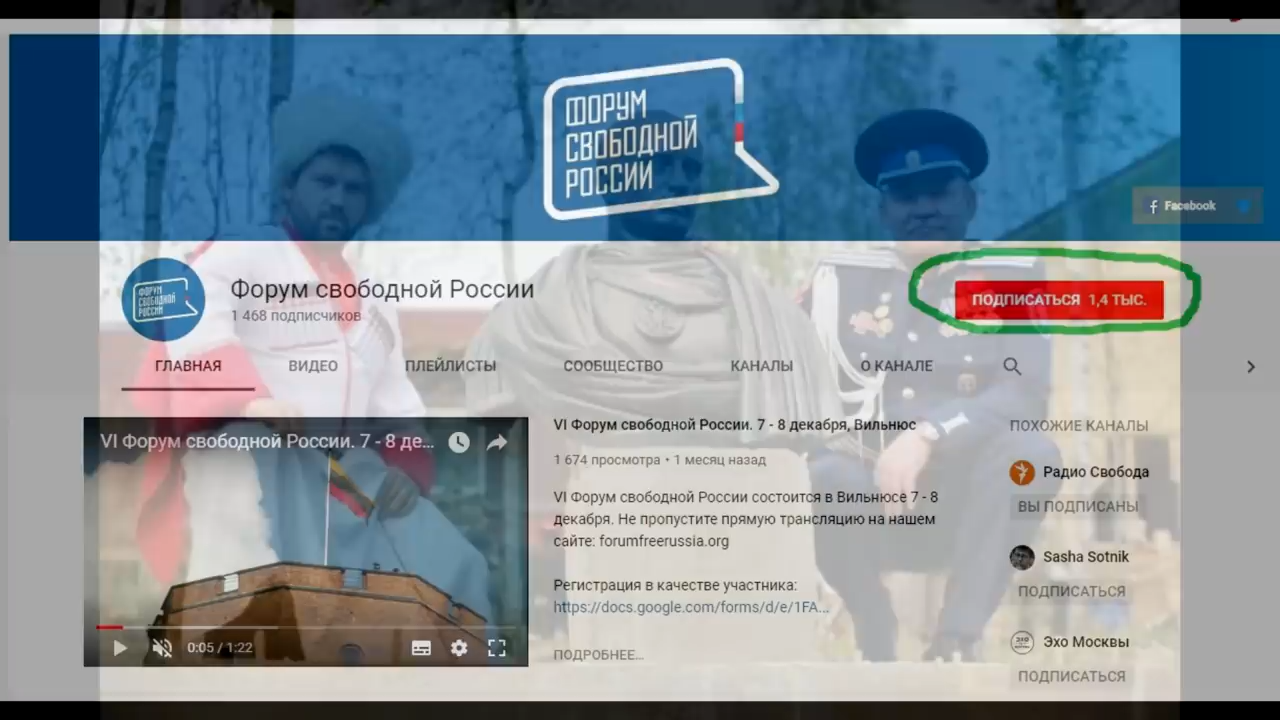 ФОРУМ
СВОБОДНОЙ
РОССИИ
Facebook
ФОРУМ
СВОБОДНОЙ
РОССИИ
Форум свободной России
1 468 подписчиков
ПОДПИСАТЬСЯ 1,4 ТЫС.
ГЛАВНАЯ ВИДЕО ПЛЕЙЛИСТЫ СООБЩЕСТВО КАНАЛЫ О КАНАЛЕ
VI Форум свободной России. 7 - 8 де...
0:05 / 1:22
VI Форум свободной России. 7 - 8 декабря, Вильнюс
1 674 просмотра • 1 месяц назад
VI Форум свободной России состоится в Вильнюсе 7 - 8
декабря. Не пропустите прямую трансляцию на нашем
сайте: forumfreerussia.org
Регистрация в качестве участника:
https://docs.google.com/forms/d/e/1FA...
ПОДРОБНЕЕ...
ПОХОЖИЕ КАНАЛЫ
Радио Свобода
ВЫ ПОДПИСАНЫ
Sasha Sotnik
ПОДПИСАТЬСЯ
Эхо Москвы
ПОДПИСАТЬСЯ